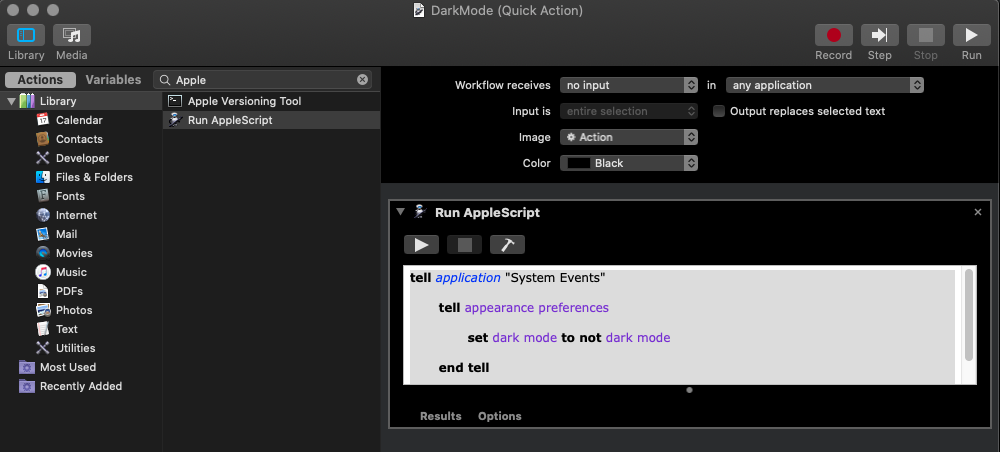 DarkMode (Quick Action)
Library Media Record Step Stop Run
Actions Variables Apple
Library
Calendar
Contacts
Developer
Files & Folders
Fonts
Internet
Mail
Movies
Music
PDFs
Photos
Text
Utilities
Most Used
Recently Added
Apple Versioning Tool
Run AppleScript
Workflow receives no input in any application
Input is entire selection Output replaces selected text
Image Action
Color Black
Run AppleScript
tell application "System Events"
tell appearance preferences
set dark mode to not dark mode
end tell
Results Options